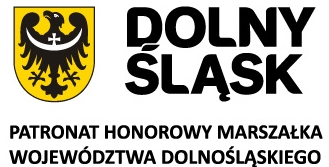 DOLNY
ŚLĄSK
PATRONAT HONOROWY MARSZAŁKA
WOJEWÓDZTWA DOLNOŚLĄSKIEGO